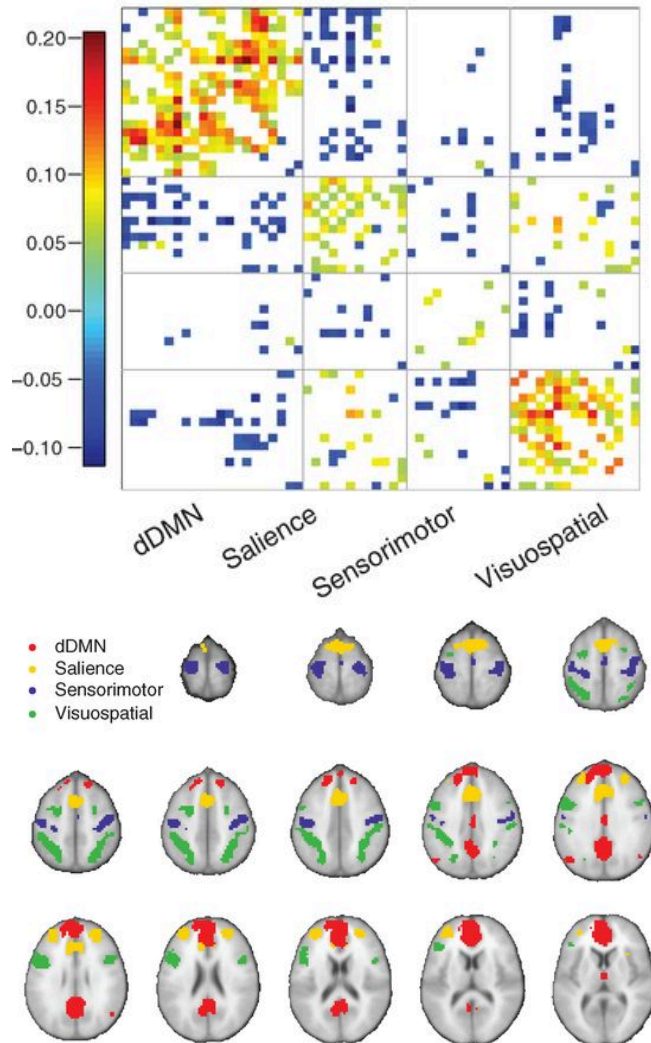 0.20
0.15
0.10
0.05
0.00
−0.05
−0.10
dDMN
Salience
Sensorimotor
Visuospatial
dDMN
Salience
Sensorimotor
Visuospatial